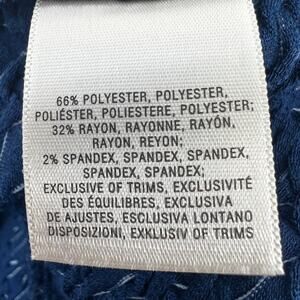 66% POLYESTER, POLYESTER,
POLIÉSTER, POLIESTERE, POLYESTER;
32% RAYON, RAYONNE, RAYÓN,
RAYON, REYON;
2% SPANDEX, SPANDEX, SPANDEX,
SPANDEX, SPANDEX;
EXCLUSIVE OF TRIMS, EXCLUSIVITÉ
DES ÉQUILIBRES, EXCLUSIVA
DE AJUSTES, ESCLUSIVA LONTANO
DISPOSIZIONI, EXKLUSIV OF TRIMS